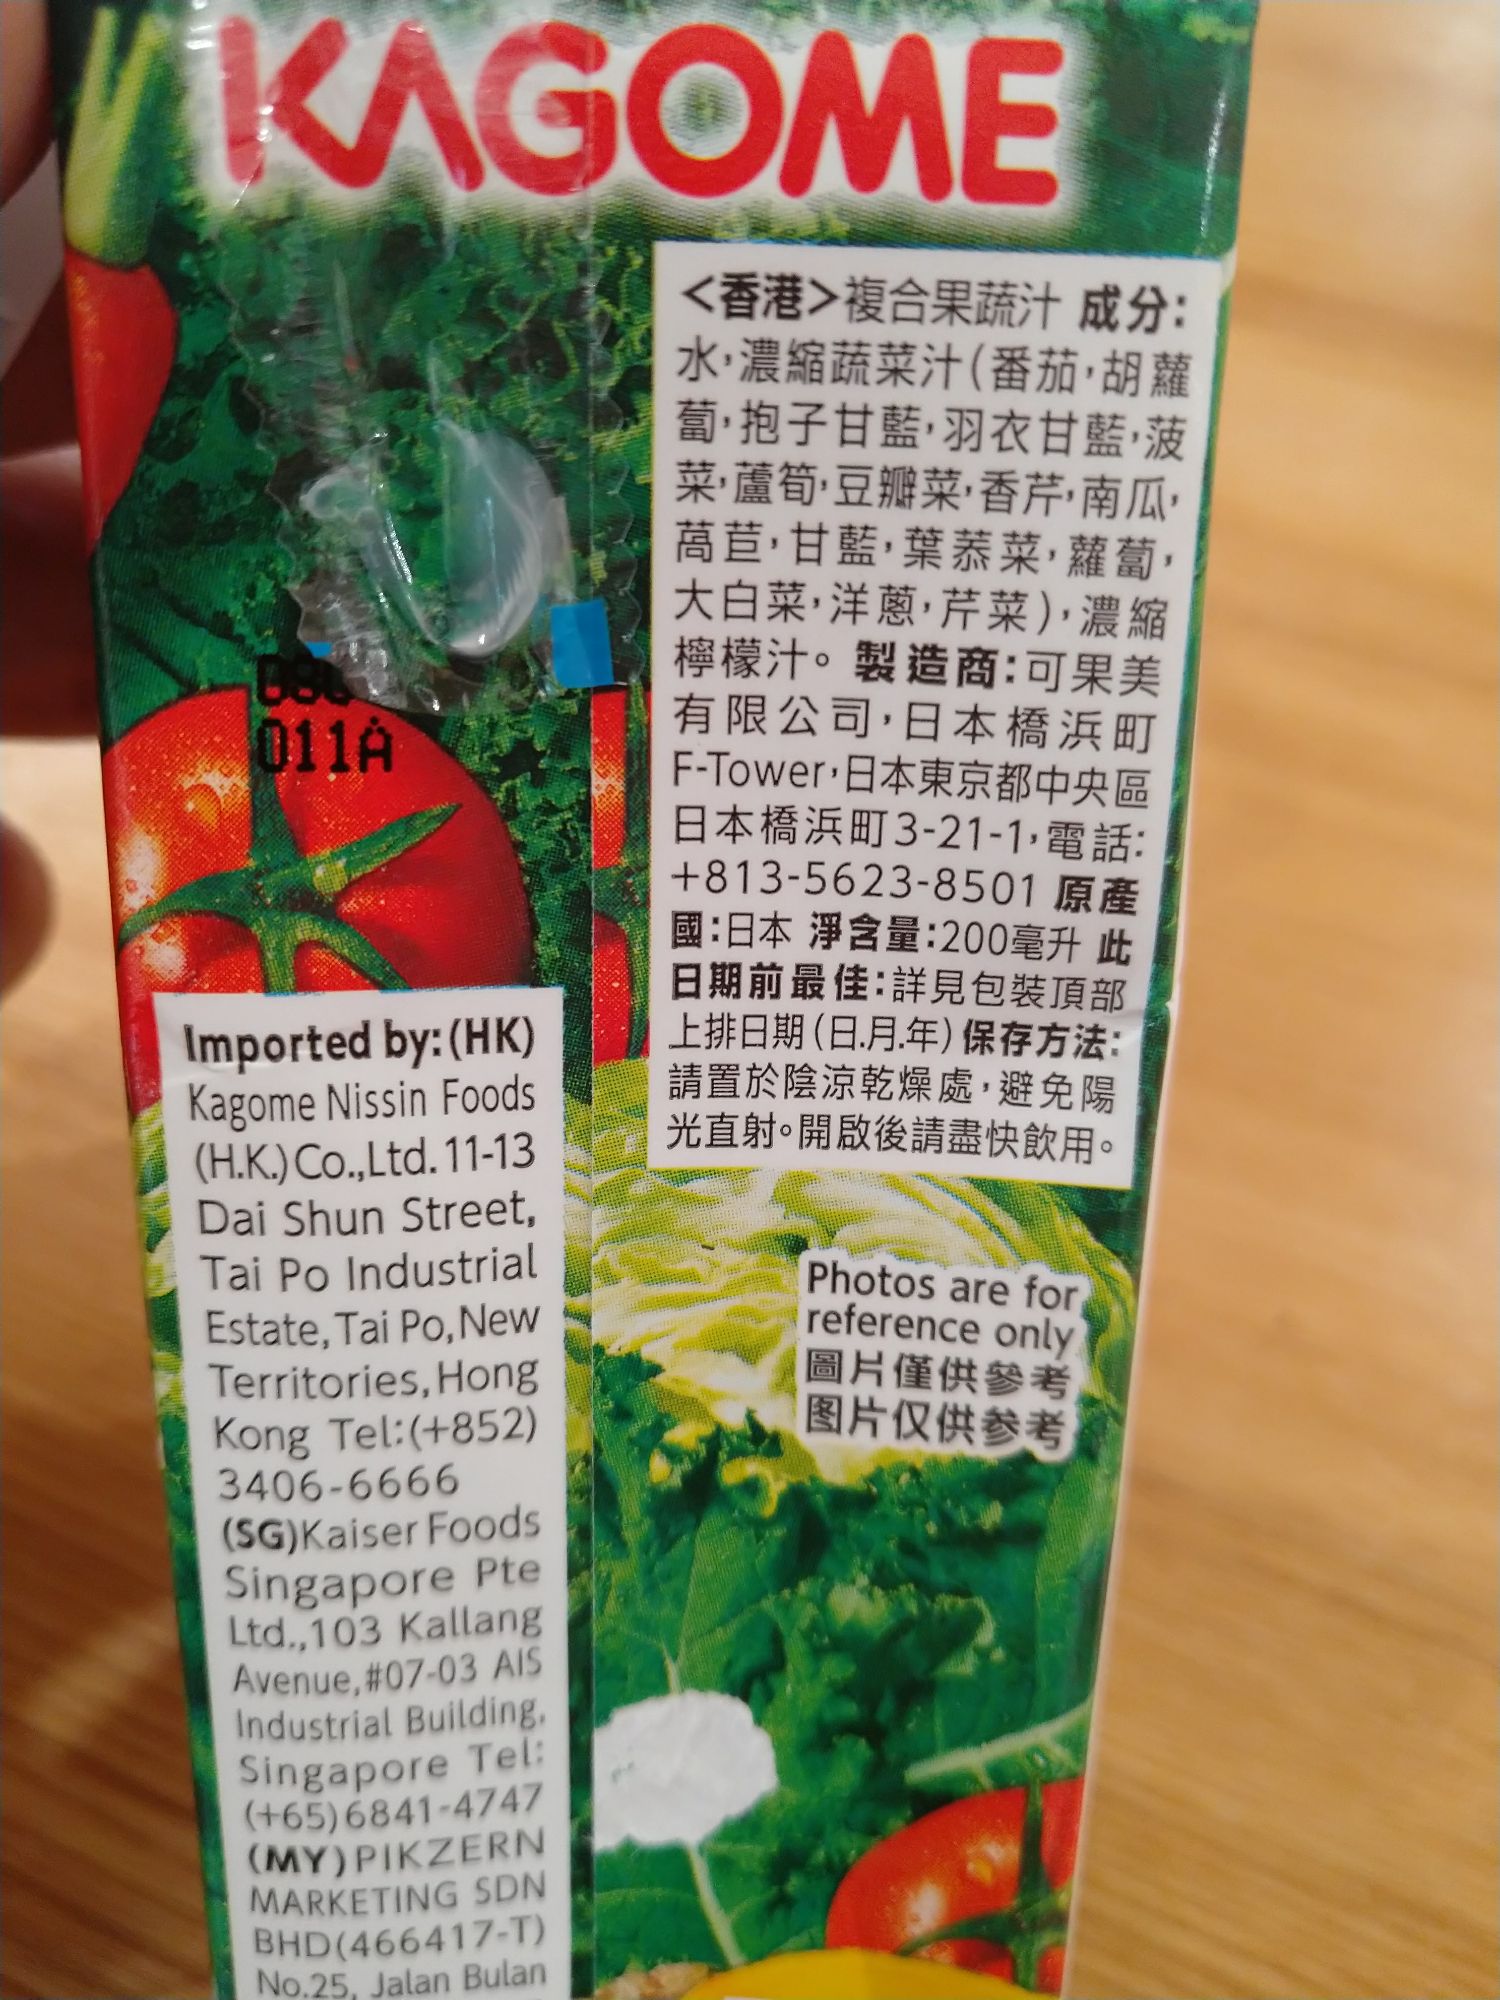 KAGOME
<香港>複合果蔬汁 成分:
水,濃縮蔬菜汁(番茄,胡蘿
蔔,抱子甘藍,羽衣甘藍,菠
菜,蘆筍,豆瓣菜,香芹,南瓜,
萵苣,甘藍,葉菾菜,蘿蔔,
大白菜,洋蔥,芹菜),濃縮
檸檬汁。 製造商:可果美
有限公司,日本橋浜町
F-Tower,日本東京都中央區
日本橋浜町3-21-1,電話:
+813-5623-8501 原產
國:日本 淨含量:200毫升 此
日期前最佳:詳見包裝頂部
上排日期(日.月.年) 保存方法:
請置於陰涼乾燥處,避免陽
光直射。開啟後請盡快飲用。
011A
Imported by:(HK)
Kagome Nissin Foods
(H.K.)Co.,Ltd. 11-13
Dai Shun Street,
Tai Po Industrial
Estate,Tai Po,New
Territories,Hong
Kong Tel:(+852)
3406-6666
(SG)Kaiser Foods
Singapore Pte
Ltd.,103 Kallang
Avenue,#07-03 AIS
Industrial Building,
Singapore Tel:
(+65)6841-4747
(MY)PIKZERN
MARKETING SDN
BHD(466417-T)
No.25, Jalan Bulan
Photos are for
reference only
圖片僅供參考
图片仅供参考